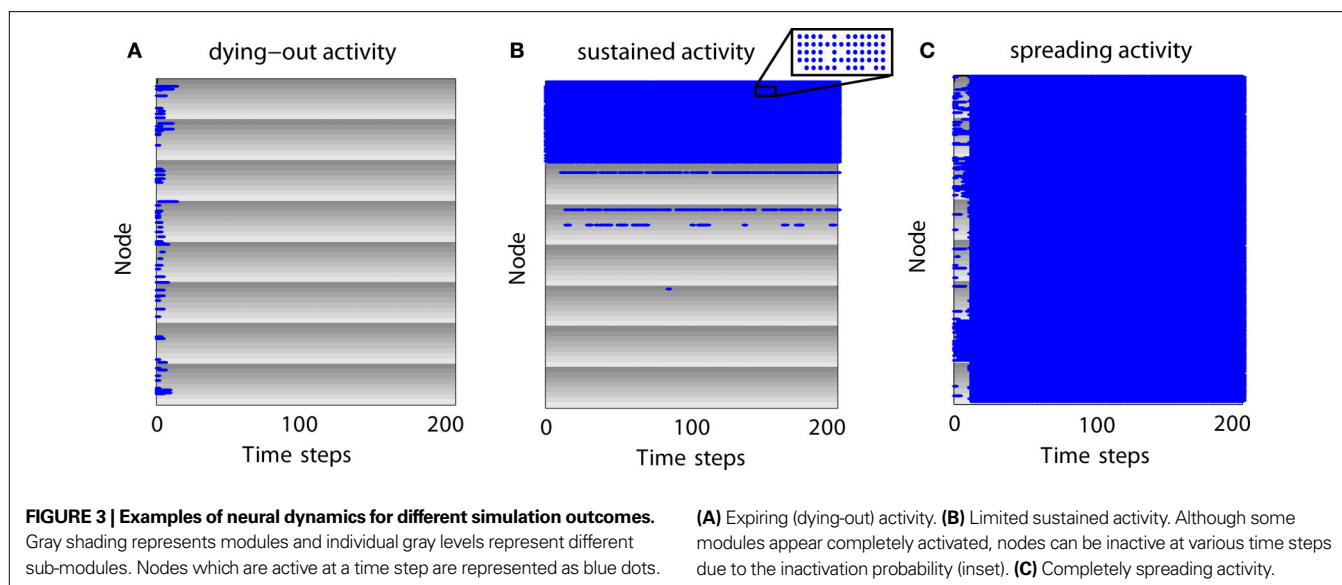 A dying–out activity
Node
0 100 200
Time steps
B sustained activity
0 100 200
Time steps
C spreading activity
Node
0 100 200
Time steps
FIGURE 3 | Examples of neural dynamics for different simulation outcomes.
Gray shading represents modules and individual gray levels represent different
sub-modules. Nodes which are active at a time step are represented as blue dots.
(A) Expiring (dying-out) activity. (B) Limited sustained activity. Although some
modules appear completely activated, nodes can be inactive at various time steps
due to the inactivation probability (inset). (C) Completely spreading activity.